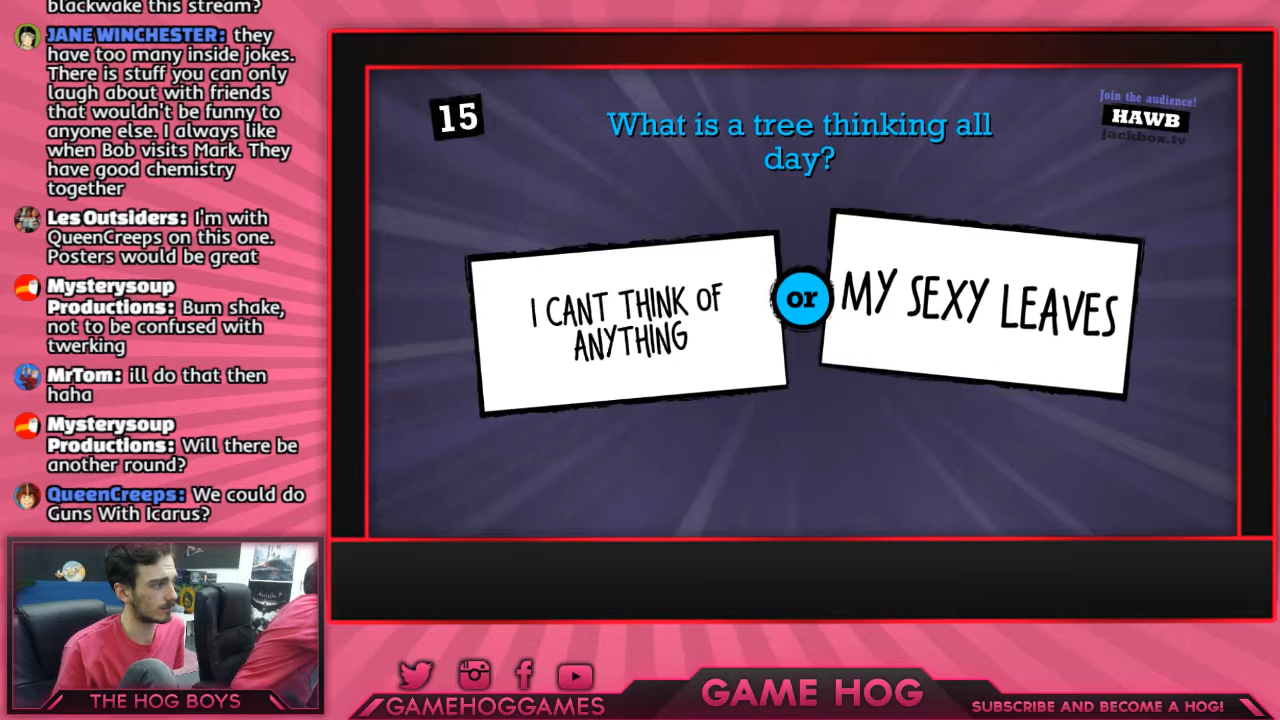 blackwake this stream?
JANE WINCHESTER: they
have too many inside jokes.
There is stuff you can only
laugh about with friends
that wouldn't be funny to
anyone else. I always like
when Bob visits Mark. They
have good chemistry
together
Les Outsiders: I'm with
QueenCreeps on this one.
Posters would be great
Mysterysoup
Productions: Bum shake,
not to be confused with
twerking
MrTom: ill do that then
haha
Mysterysoup
Productions: Will there be
another round?
QueenCreeps: We could do
Guns With Icarus?
THE HOG BOYS
15
What is a tree thinking all
day?
Join the audience!
HAWB
jackbox.tv
I CANT THINK OF
ANYTHING
or
MY SEXY LEAVES
GAMEHOGGAMES
GAME HOG
SUBSCRIBE AND BECOME A HOG!